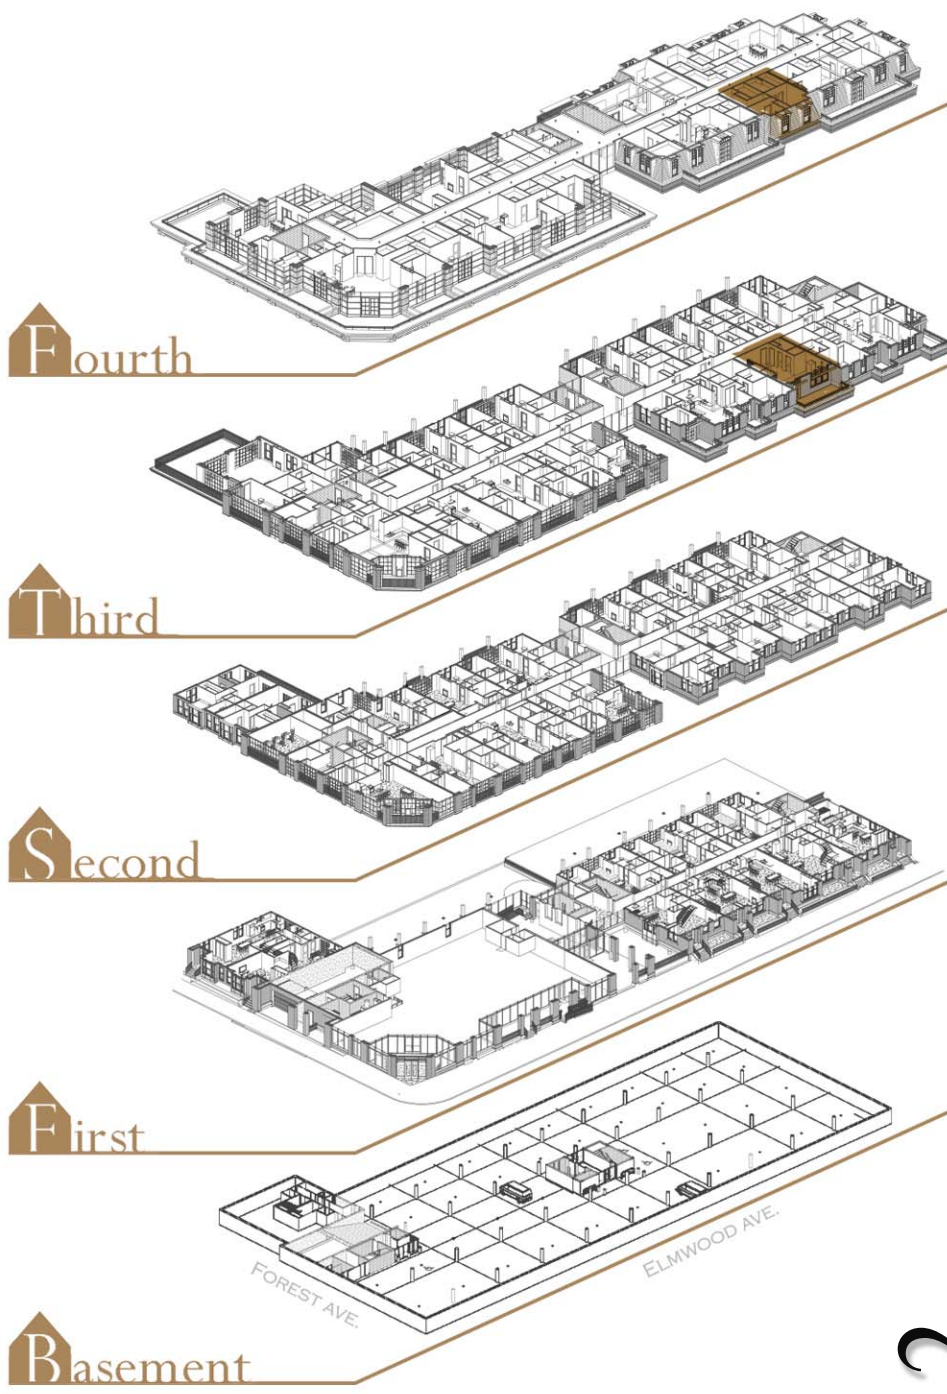 Fourth
Third
Second
First
FOREST AVE.
ELMWOOD AVE.
Basement